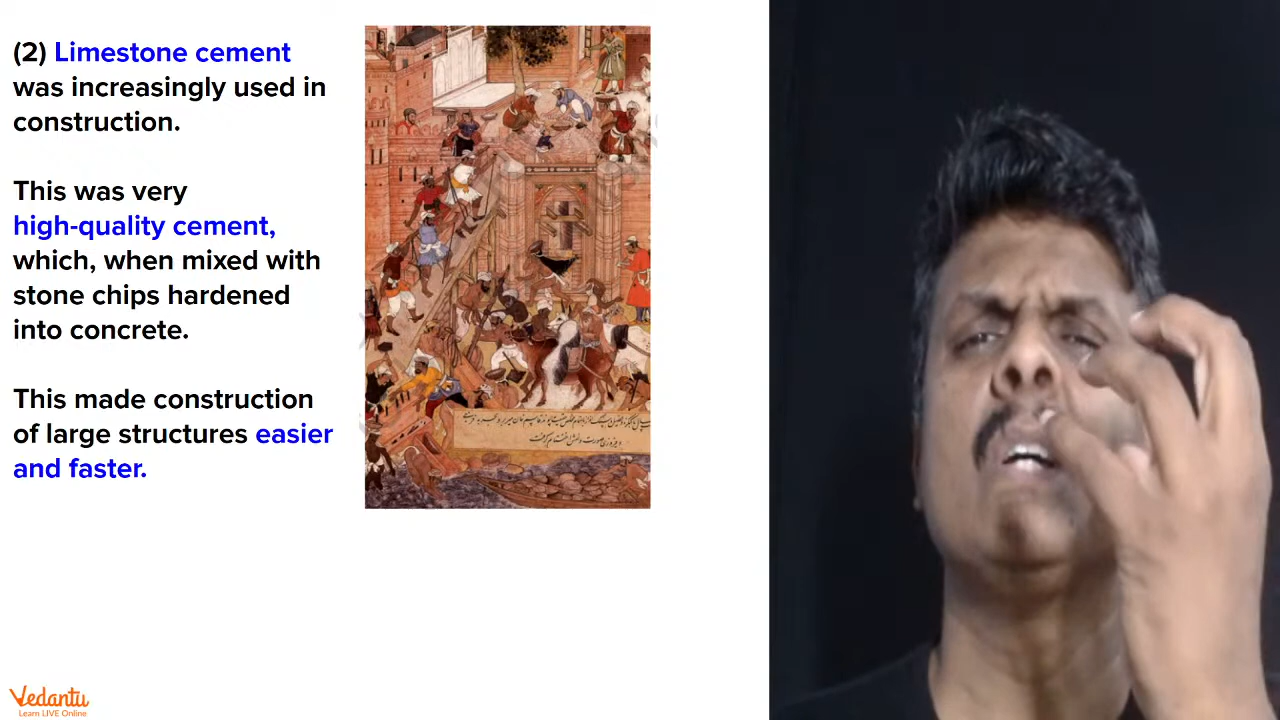 (2) Limestone cement
was increasingly used in
construction.
This was very
high-quality cement,
which, when mixed with
stone chips hardened
into concrete.
This made construction
of large structures easier
and faster.
Vedantu
Learn LIVE Online